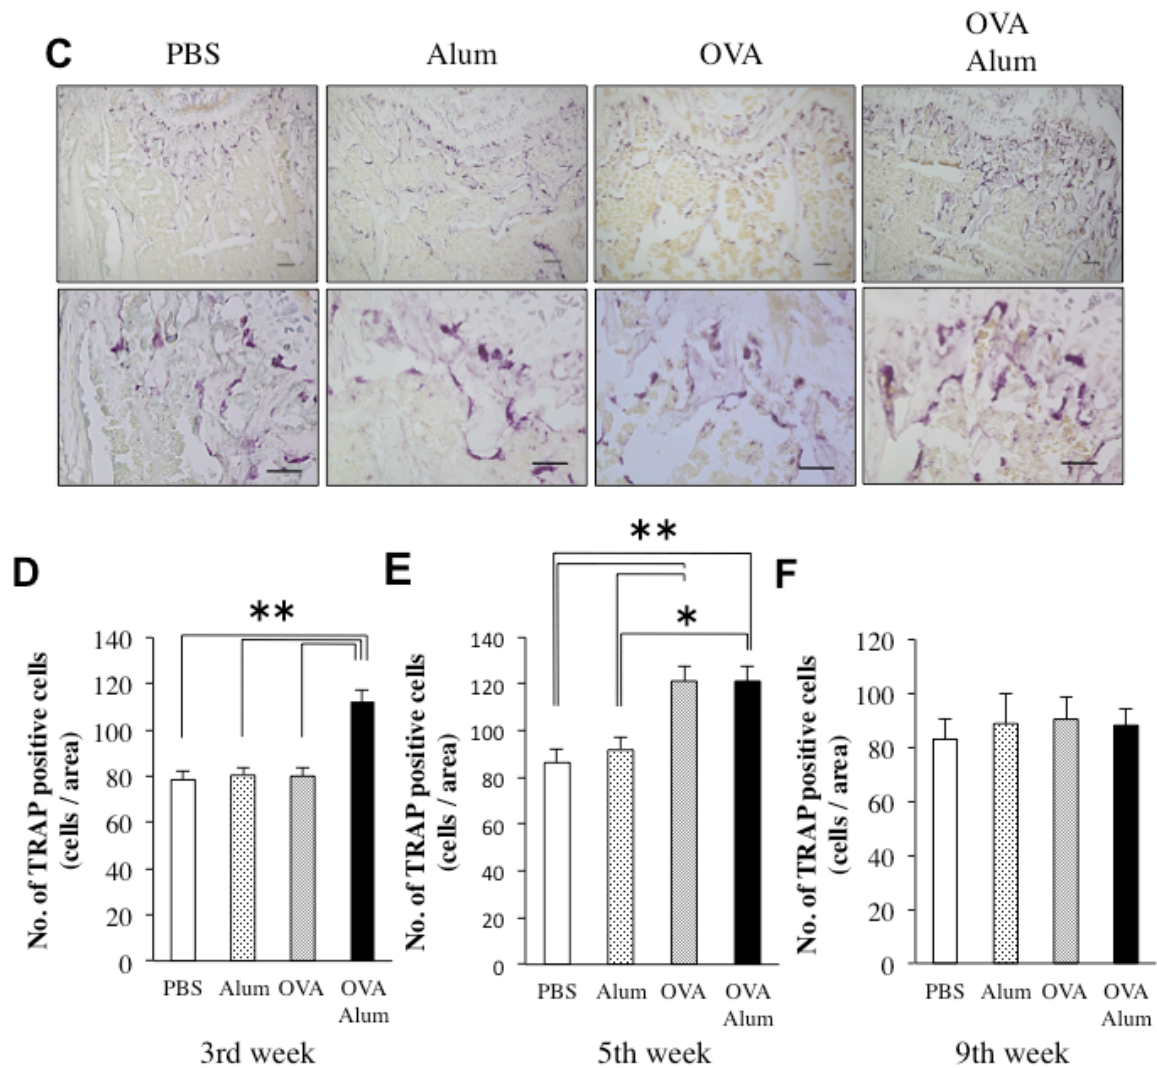 C
PBS
Alum
OVA
OVA
Alum
D
**
No. of TRAP positive cells
(cells / area)
140
120
100
80
60
40
20
0
PBS
Alum
OVA
OVA
Alum
3rd week
E
**
*
No. of TRAP positive cells
(cells / area)
140
120
100
80
60
40
20
0
PBS
Alum
OVA
OVA
Alum
5th week
F
No. of TRAP positive cells
(cells / area)
120
100
80
60
40
20
0
PBS
Alum
OVA
OVA
Alum
9th week